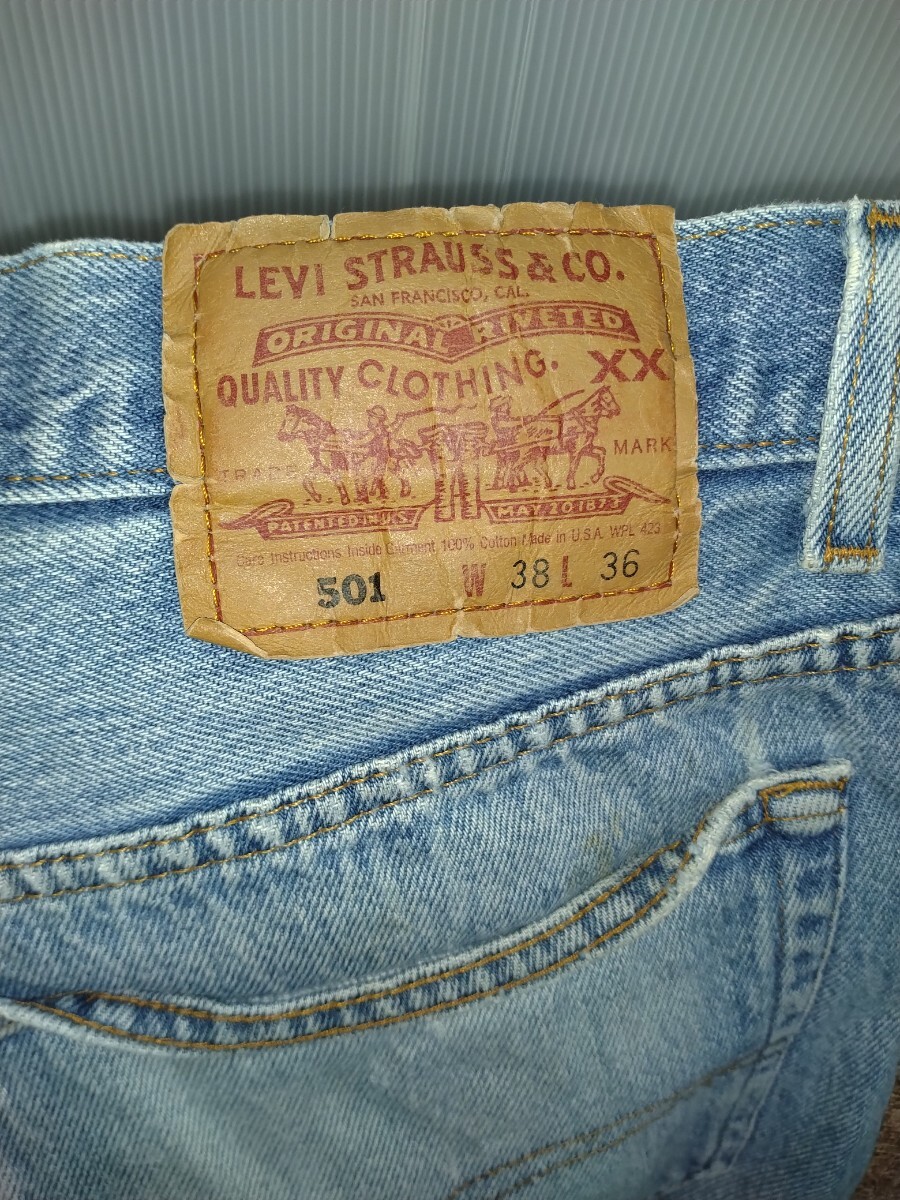 LEVI STRAUSS & CO.
SAN FRANCISCO, CAL.
ORIGINAL RIVETED
QUALITY CLOTHING. XX
TRADE MARK
PATENTED IN U.S. MAY 20 1873
Care Instructions Inside Garment 100% Cotton Made in U.S.A. WPL 423
501 W 38 L 36